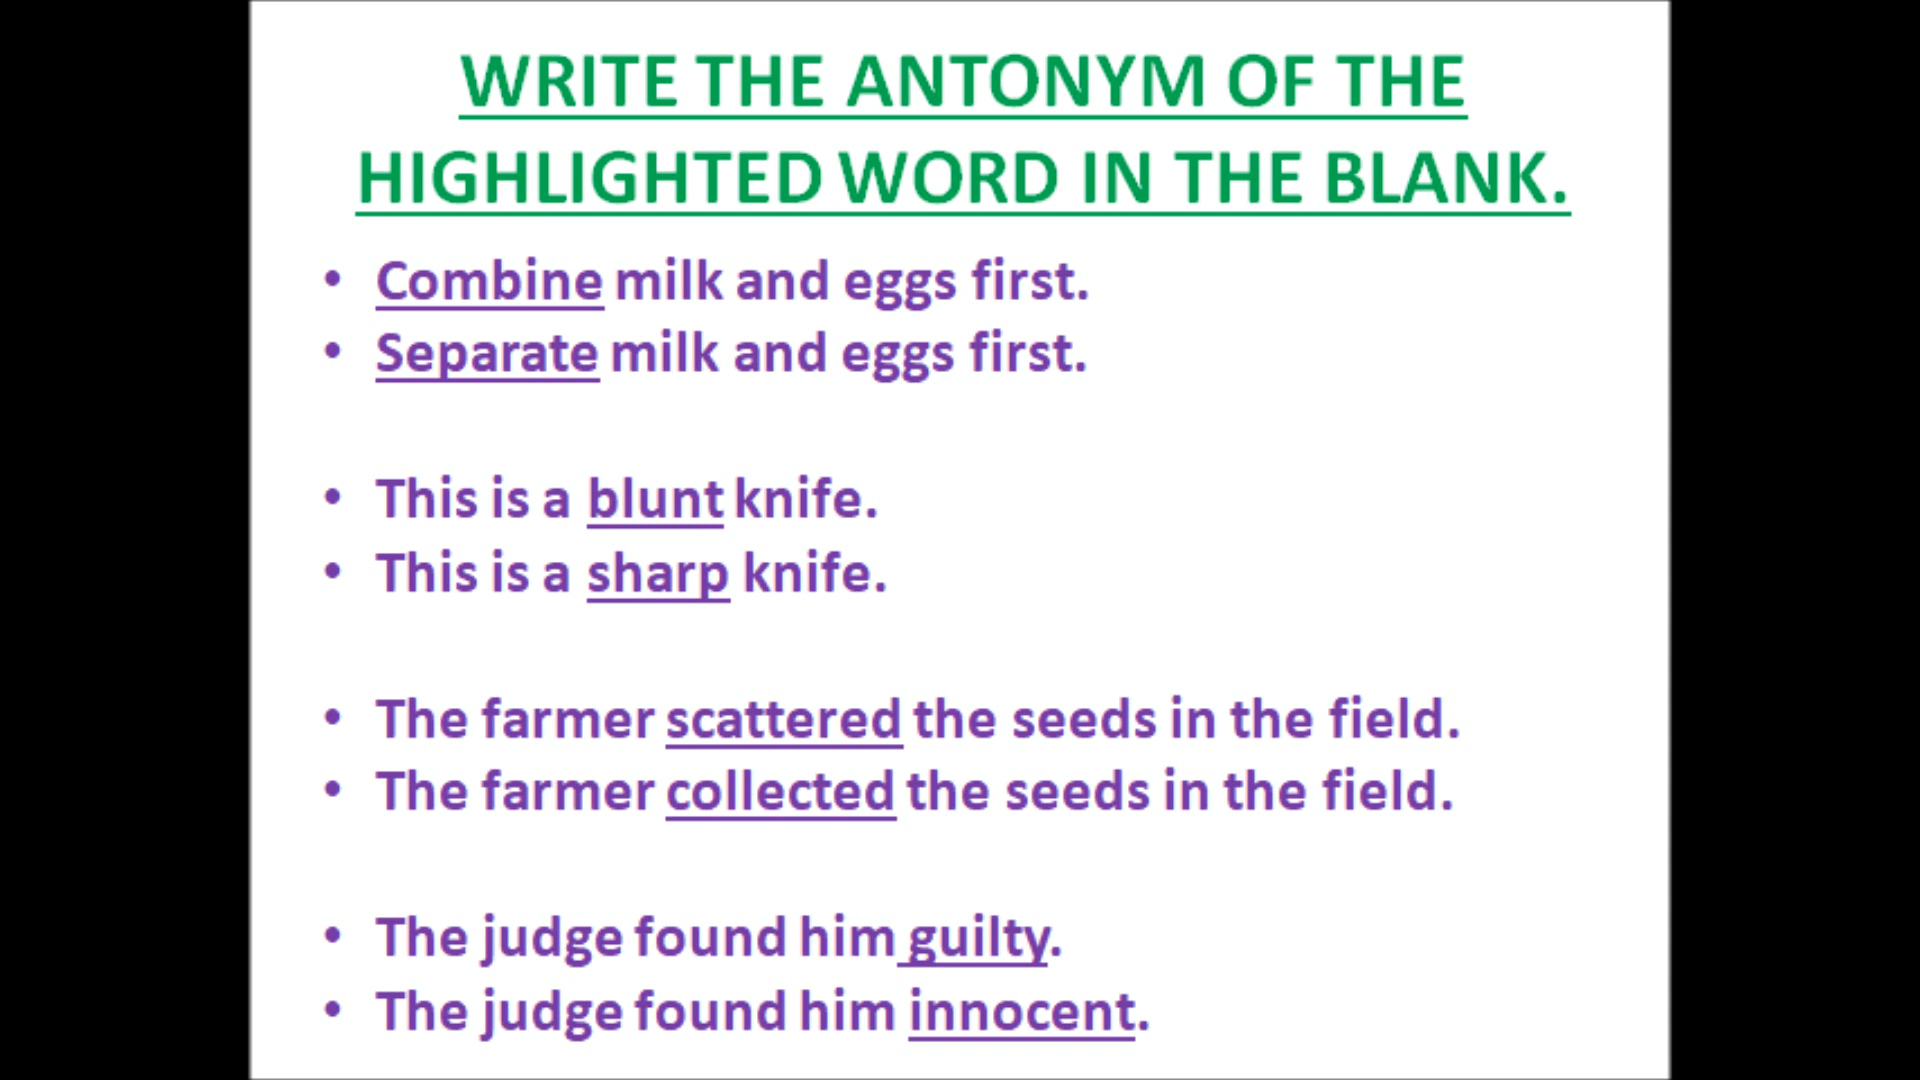 WRITE THE ANTONYM OF THE
HIGHLIGHTED WORD IN THE BLANK.
• Combine milk and eggs first.
• Separate milk and eggs first.
• This is a blunt knife.
• This is a sharp knife.
• The farmer scattered the seeds in the field.
• The farmer collected the seeds in the field.
• The judge found him guilty.
• The judge found him innocent.